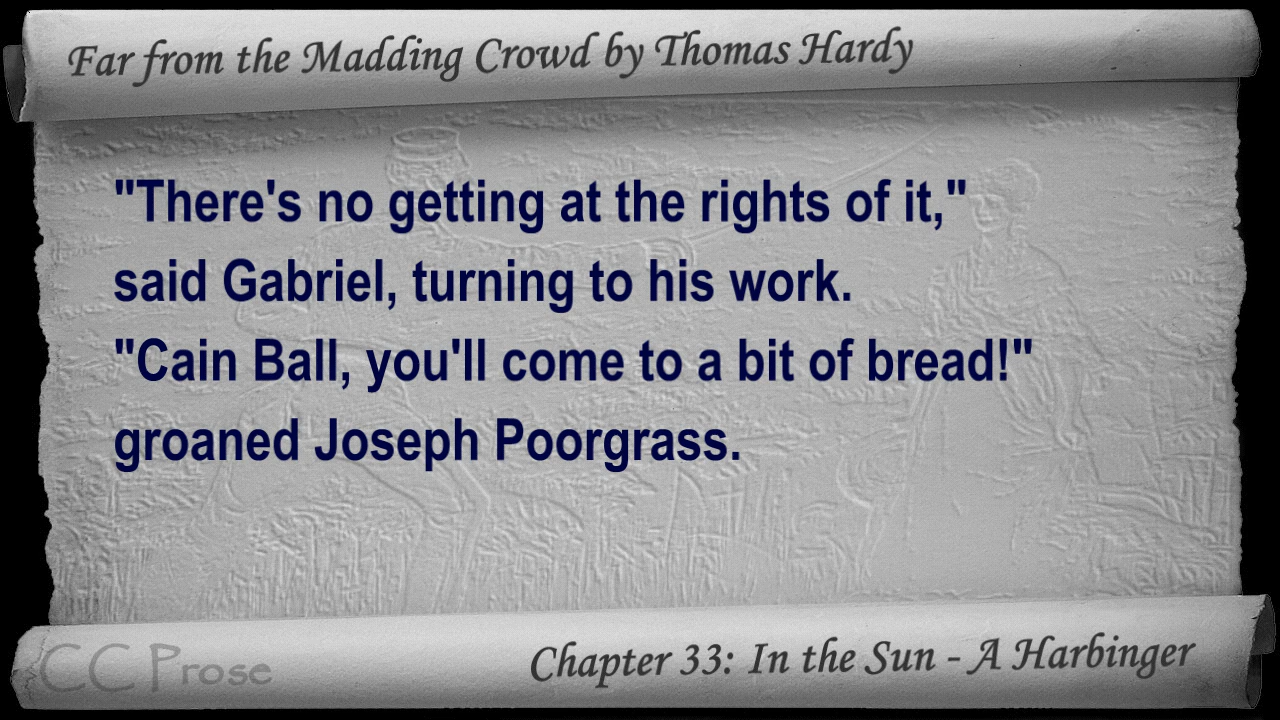 Far from the Madding Crowd by Thomas Hardy
"There's no getting at the rights of it,"
said Gabriel, turning to his work.
"Cain Ball, you'll come to a bit of bread!"
groaned Joseph Poorgrass.
CC Prose
Chapter 33: In the Sun - A Harbinger